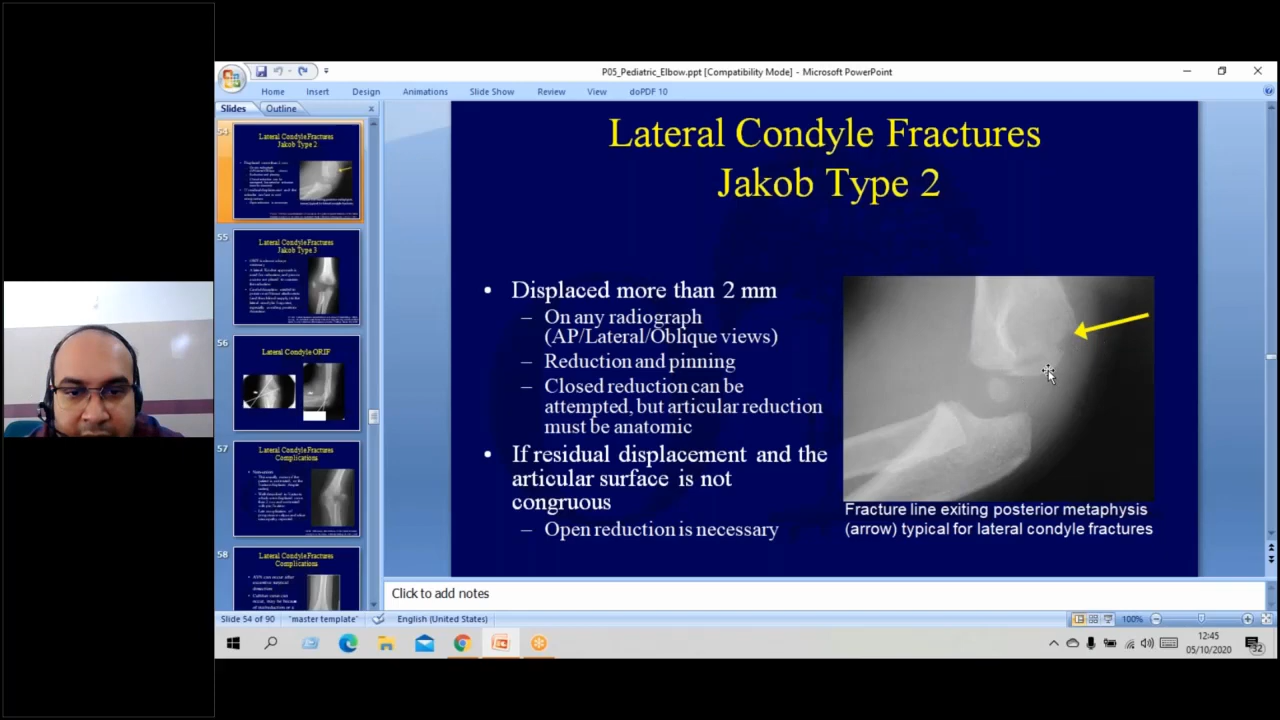 P05_Pediatric_Elbow.ppt [Compatibility Mode] - Microsoft PowerPoint
Home Insert Design Animations Slide Show Review View doPDF 10
Slides Outline
54
Lateral Condyle Fractures
Jakob Type 2
55
Lateral Condyle Fractures
Jakob Type 3
56
Lateral Condyle ORIF
57
Lateral Condyle Fractures
Complications
58
Lateral Condyle Fractures
Complications
Lateral Condyle Fractures
Jakob Type 2
• Displaced more than 2 mm
– On any radiograph
(AP/Lateral/Oblique views)
– Reduction and pinning
– Closed reduction can be
attempted, but articular reduction
must be anatomic
• If residual displacement and the
articular surface is not
congruous
– Open reduction is necessary
Fracture line exiting posterior metaphysis
(arrow) typical for lateral condyle fractures
Click to add notes
Slide 54 of 90 "master template" English (United States) 100%
12:45
05/10/2020
32